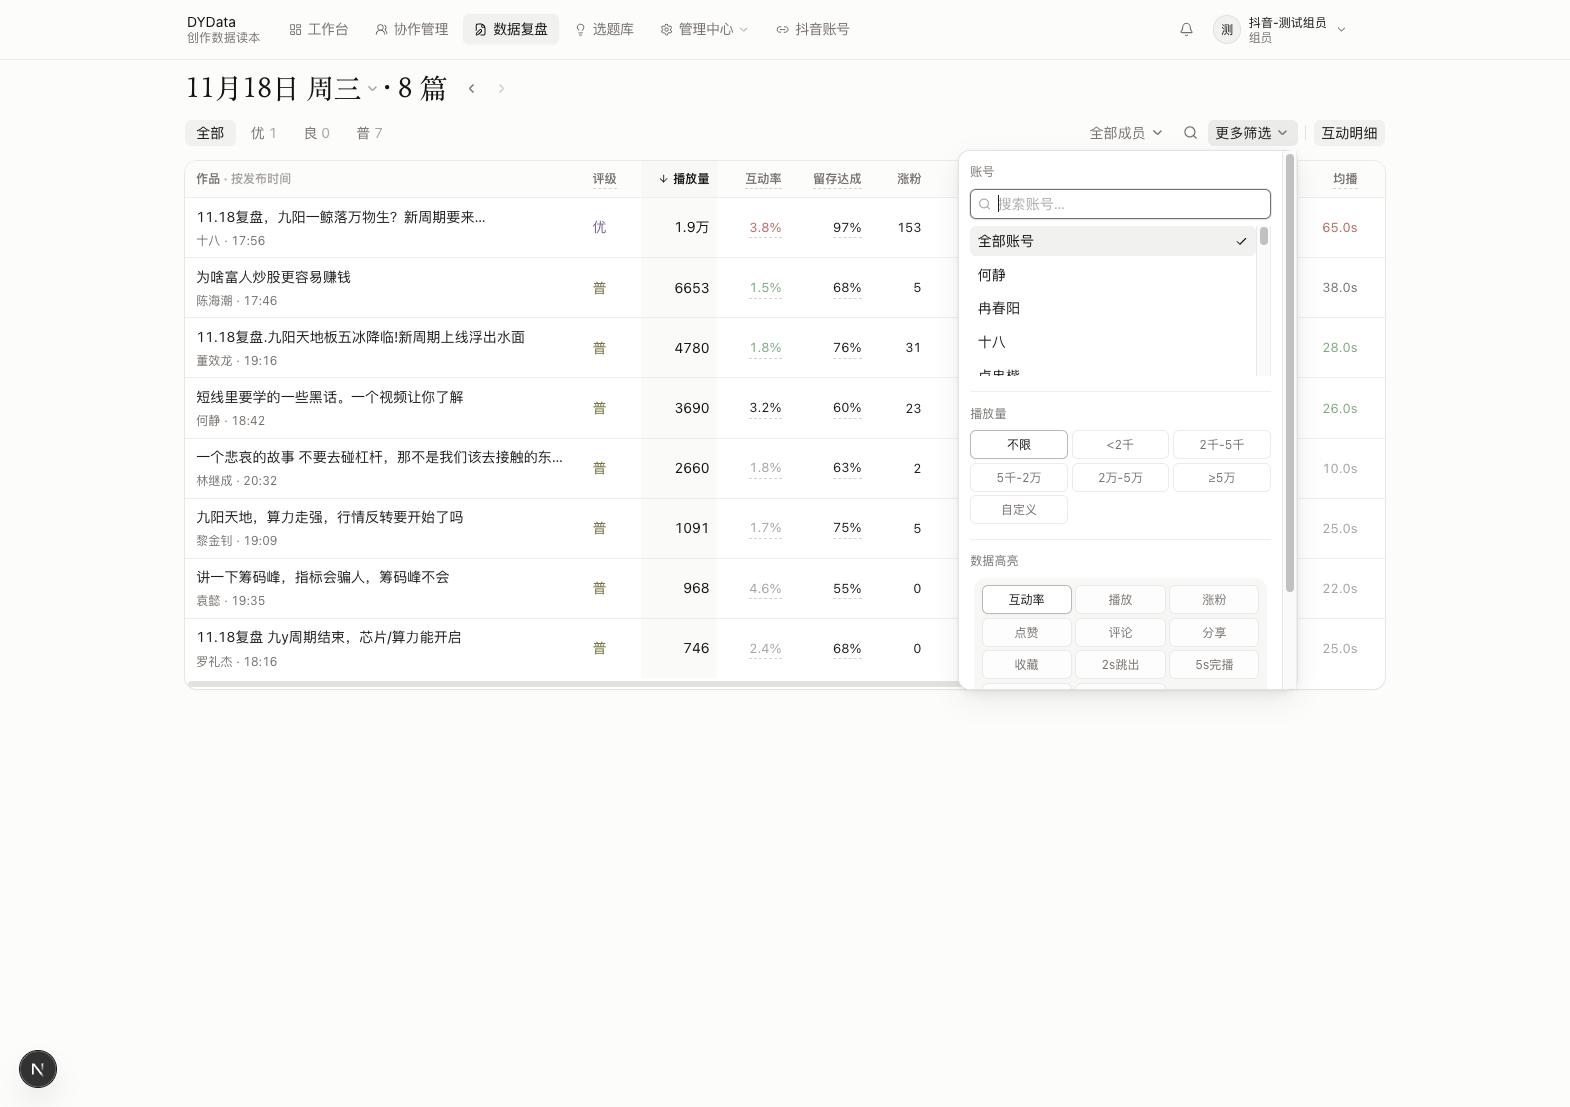 DYData
创作数据读本
工作台
协作管理
数据复盘
选题库
管理中心
抖音账号
测
抖音-测试组员
组员
11月18日 周三 · 8 篇
全部
优 1
良 0
普 7
全部成员
更多筛选
互动明细
作品 · 按发布时间
评级
↓ 播放量
互动率
留存达成
涨粉
均播
11.18复盘，九阳一鲸落万物生？新周期要来...
十八 · 17:56
优
1.9万
3.8%
97%
153
65.0s
为啥富人炒股更容易赚钱
陈海潮 · 17:46
普
6653
1.5%
68%
5
38.0s
11.18复盘.九阳天地板五冰降临!新周期上线浮出水面
董效龙 · 19:16
普
4780
1.8%
76%
31
28.0s
短线里要学的一些黑话。一个视频让你了解
何静 · 18:42
普
3690
3.2%
60%
23
26.0s
一个悲哀的故事 不要去碰杠杆，那不是我们该去接触的东...
林继成 · 20:32
普
2660
1.8%
63%
2
10.0s
九阳天地，算力走强，行情反转要开始了吗
黎金钊 · 19:09
普
1091
1.7%
75%
5
25.0s
讲一下筹码峰，指标会骗人，筹码峰不会
袁懿 · 19:35
普
968
4.6%
55%
0
22.0s
11.18复盘 九y周期结束，芯片/算力能开启
罗礼杰 · 18:16
普
746
2.4%
68%
0
25.0s
账号
搜索账号...
全部账号
何静
冉春阳
十八
播放量
不限
<2千
2千-5千
5千-2万
2万-5万
≥5万
自定义
数据高亮
互动率
播放
涨粉
点赞
评论
分享
收藏
2s跳出
5s完播
N